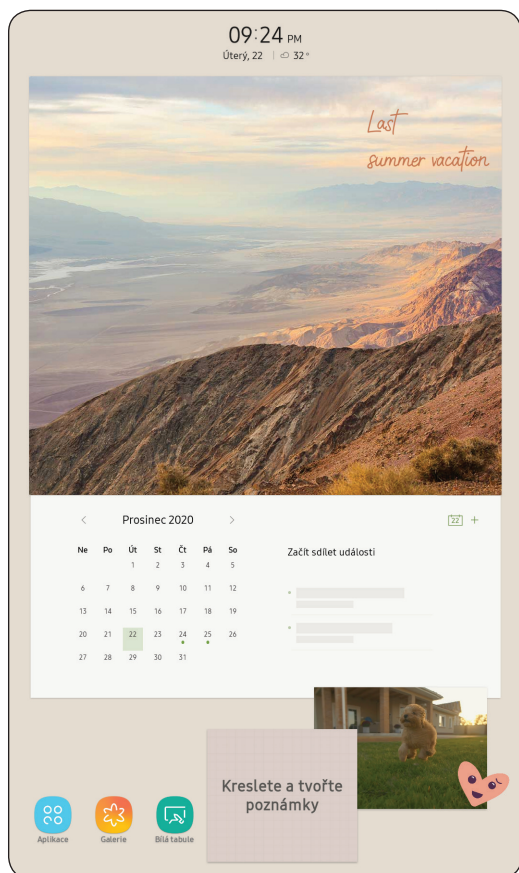 09:24 PM
Úterý, 22 | 32°
Last
summer vacation
Prosinec 2020
22 +
Ne Po Út St Čt Pá So
1 2 3 4 5
6 7 8 9 10 11 12
13 14 15 16 17 18 19
20 21 22 23 24 25 26
27 28 29 30 31
Začít sdílet události
Kreslete a tvořte
poznámky
Aplikace
Galerie
Bílá tabule